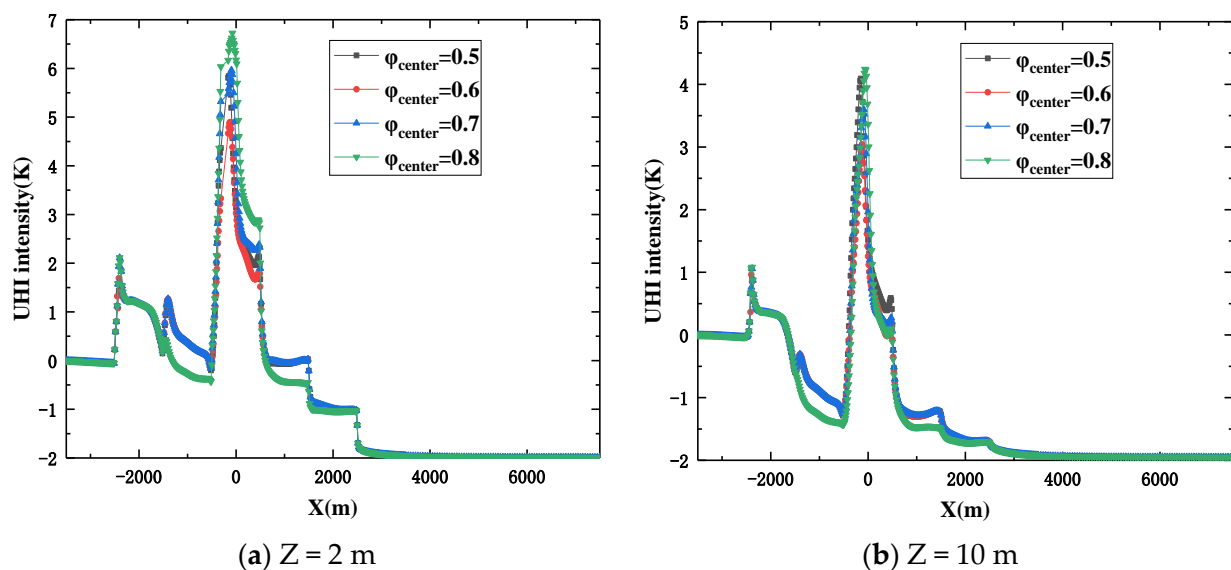 7
6
5
4
3
2
1
0
−1
−2
UHI intensity(K)
φcenter=0.5
φcenter=0.6
φcenter=0.7
φcenter=0.8
−2000 0 2000 4000 6000
X(m)
(a) Z = 2 m
5
4
3
2
1
0
−1
−2
UHI intensity(K)
φcenter=0.5
φcenter=0.6
φcenter=0.7
φcenter=0.8
−2000 0 2000 4000 6000
X(m)
(b) Z = 10 m